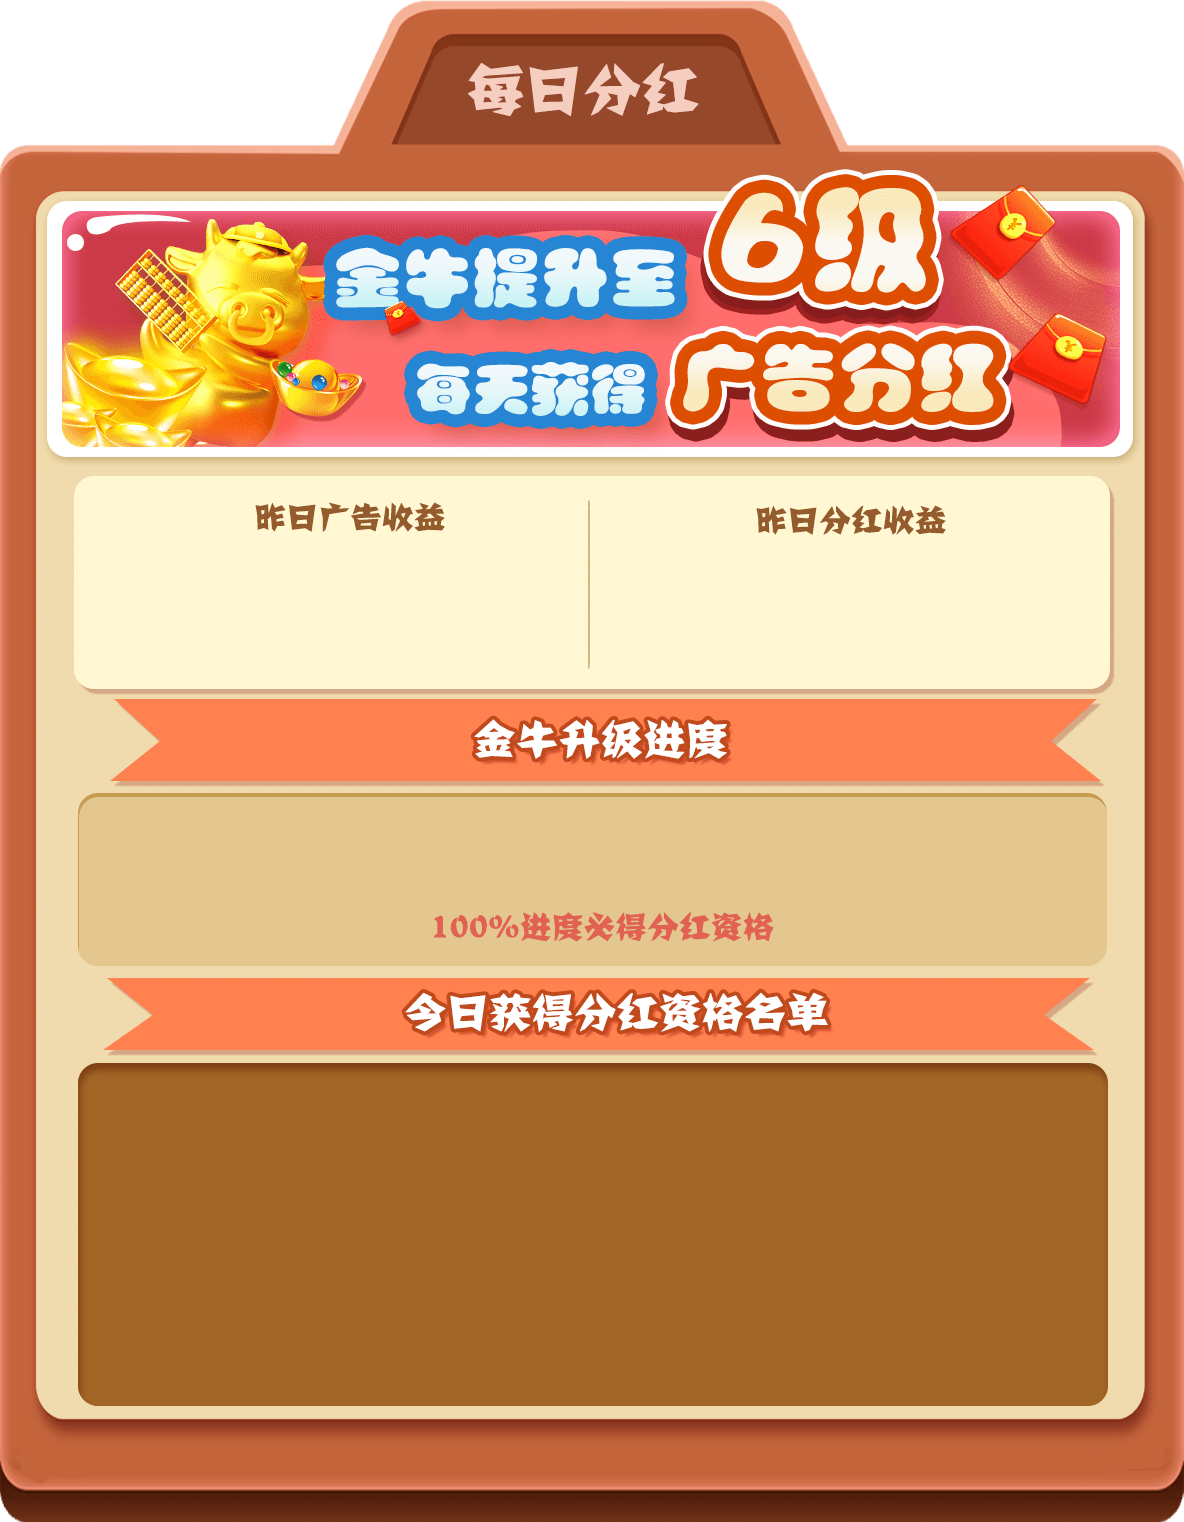 每日分红
金牛提升至6级
每天获得广告分红
昨日广告收益
昨日分红收益
金牛升级进度
100%进度必得分红资格
今日获得分红资格名单